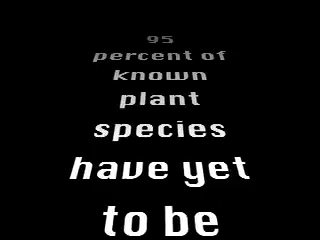 95
percent of
known
plant
species
have yet
to be